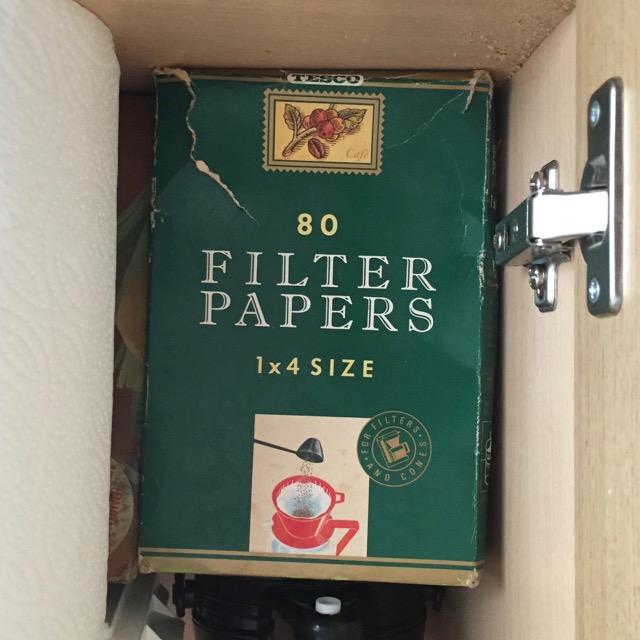 TESCO
Café
80
FILTER
PAPERS
1x4 SIZE
FOR FILTERS
AND CONES